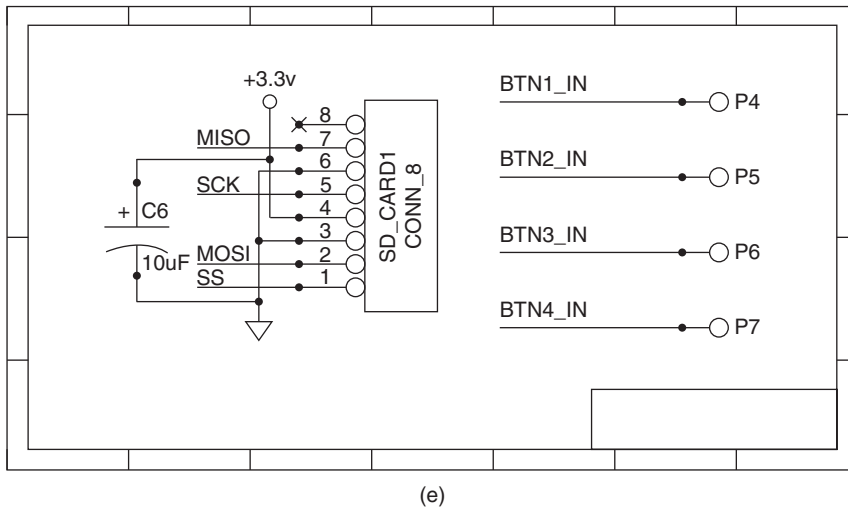 +3.3v
8
MISO 7
6
SCK 5
4
3
MOSI 2
SS 1
+ C6
10uF
SD_CARD1
CONN_8
BTN1_IN P4
BTN2_IN P5
BTN3_IN P6
BTN4_IN P7
(e)